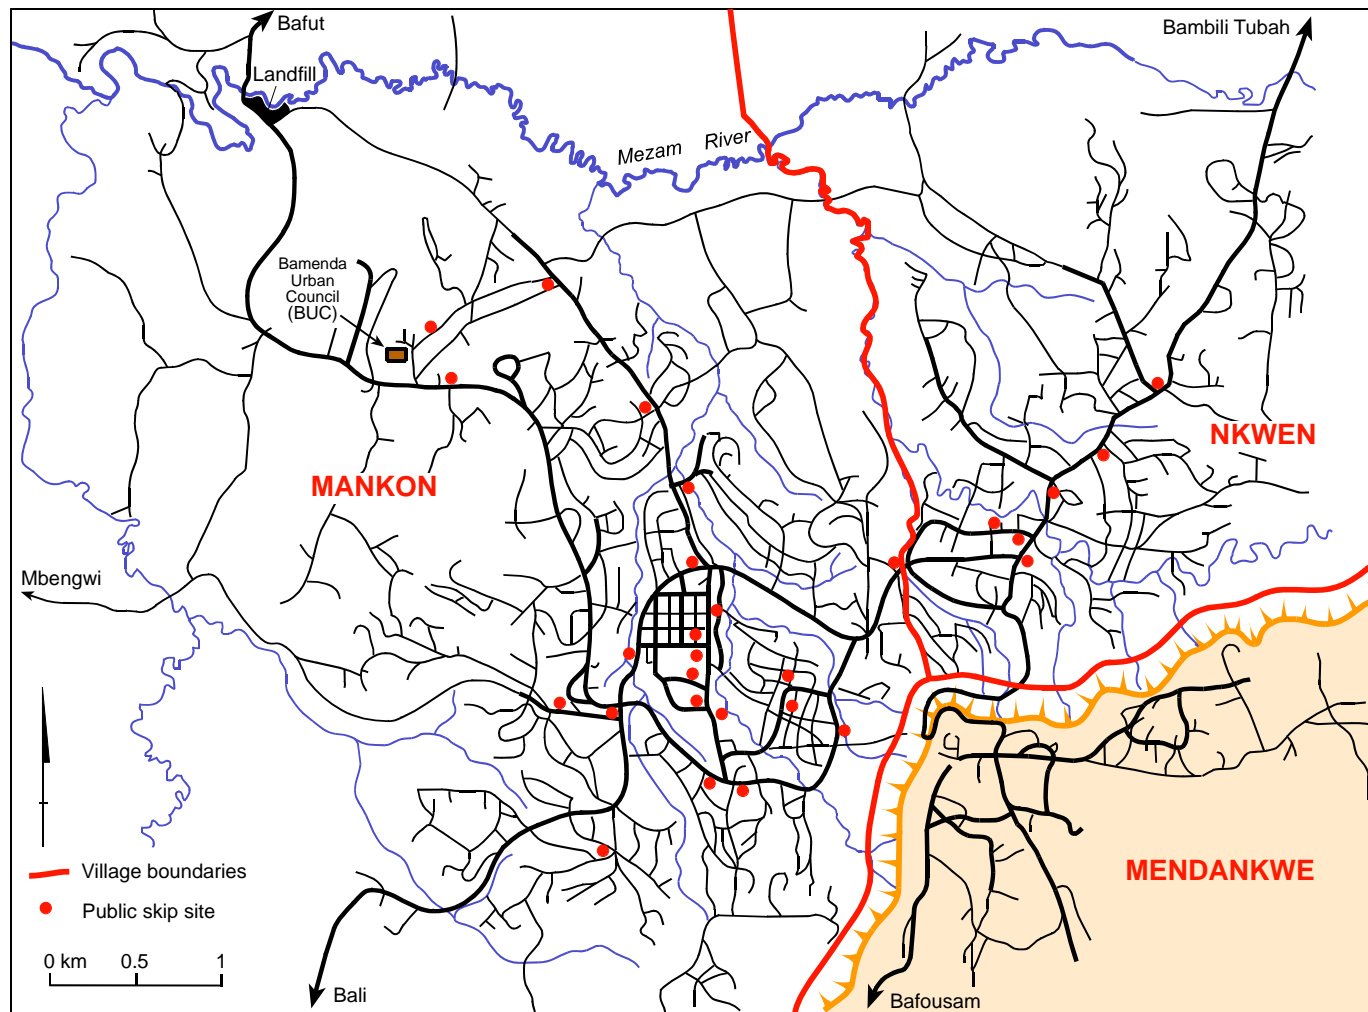 Bafut
Bambili Tubah
Landfill
Mezam River
Bamenda
Urban
Council
(BUC)
NKWEN
MANKON
Mbengwi
MENDANKWE
Village boundaries
Public skip site
0 km 0.5 1
Bali
Bafousam